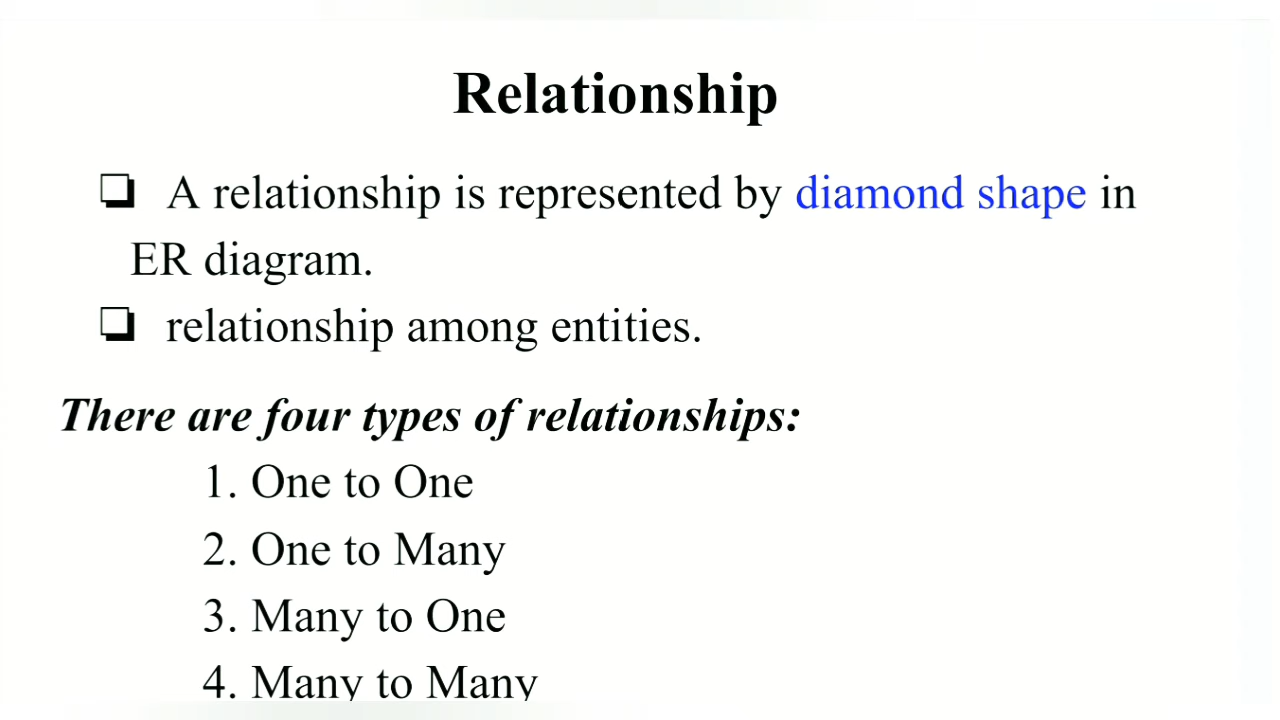 Relationship
❏ A relationship is represented by diamond shape in
ER diagram.
❏ relationship among entities.
There are four types of relationships:
1. One to One
2. One to Many
3. Many to One
4. Many to Many